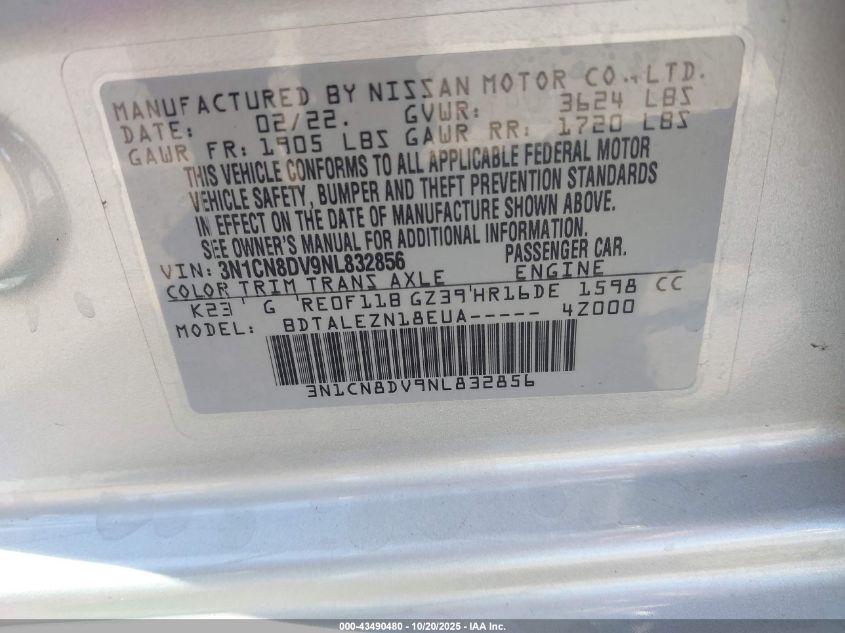 MANUFACTURED BY NISSAN MOTOR CO., LTD.
DATE: 02/22. GVWR: 3624 LBS
GAWR FR: 1905 LBS GAWR RR: 1720 LBS
THIS VEHICLE CONFORMS TO ALL APPLICABLE FEDERAL MOTOR
VEHICLE SAFETY, BUMPER AND THEFT PREVENTION STANDARDS
IN EFFECT ON THE DATE OF MANUFACTURE SHOWN ABOVE.
SEE OWNER'S MANUAL FOR ADDITIONAL INFORMATION.
VIN: 3N1CN8DV9NL832856 PASSENGER CAR.
COLOR TRIM TRANS AXLE ENGINE
K23 G RE0F11B GZ39 HR16DE 1598 CC
MODEL: BDTALEZN18EUA----- 4Z000
3N1CN8DV9NL832856
000-43490480 - 10/20/2025 - IAA Inc.